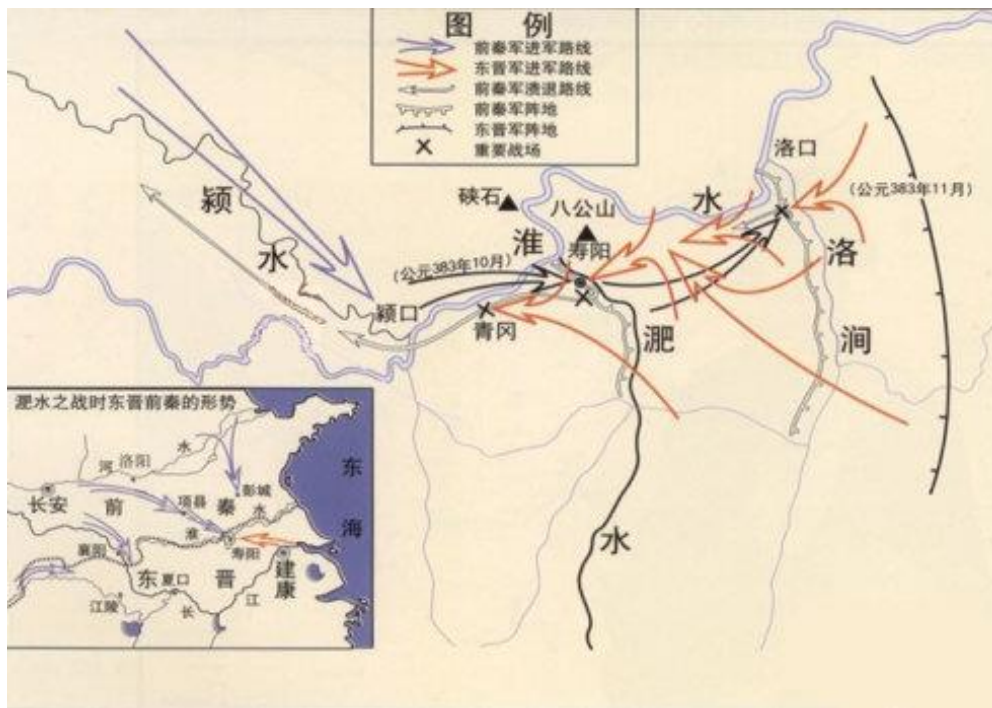 图 例
前秦军进军路线
东晋军进军路线
前秦军溃退路线
前秦军阵地
东晋军阵地
重要战场
洛口
(公元383年11月)
硖石
八公山
寿阳
淮 水
颍水
(公元383年10月)
颍口
青冈
淝水
洛涧
淝水之战时东晋前秦的形势
河 水
洛阳
长安
前 秦
项县
彭城
淮 水
寿阳
襄阳
东 晋
夏口
江陵
长 江
建康
东海